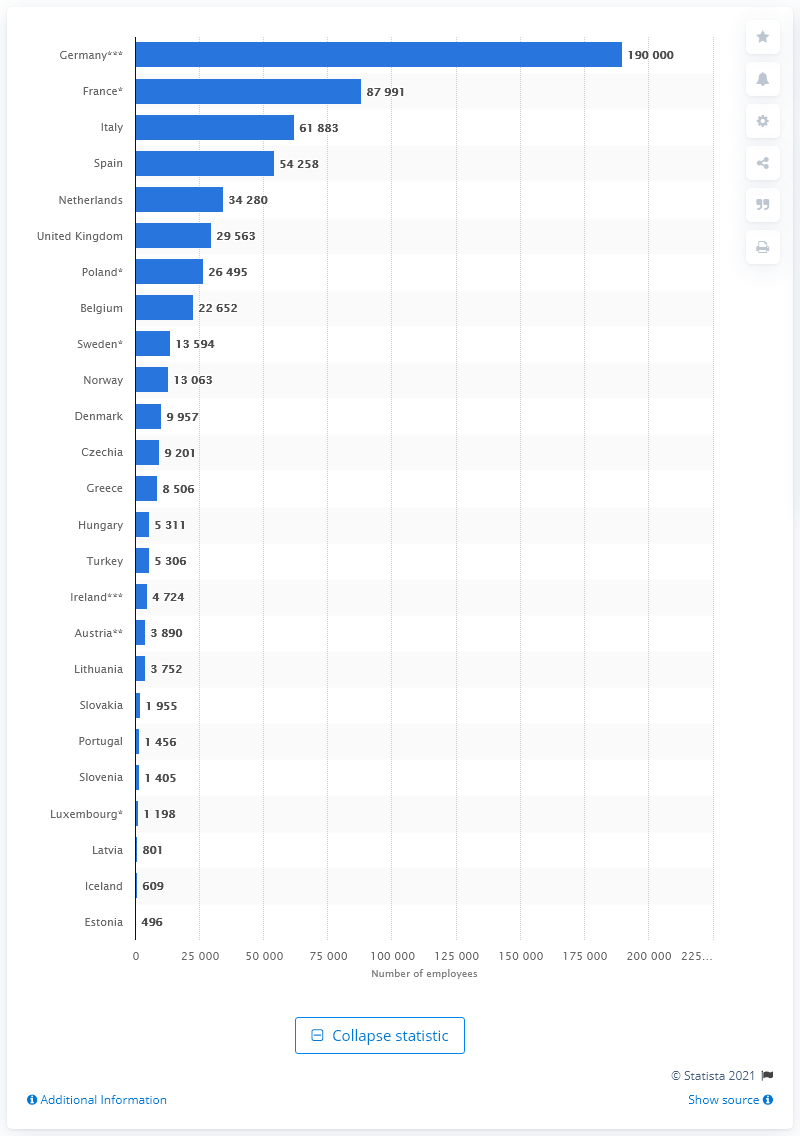 Germany*** 190 000
France* 87 991
Italy 61 883
Spain 54 258
Netherlands 34 280
United Kingdom 29 563
Poland* 26 495
Belgium 22 652
Sweden* 13 594
Norway 13 063
Denmark 9 957
Czechia 9 201
Greece 8 506
Hungary 5 311
Turkey 5 306
Ireland*** 4 724
Austria** 3 890
Lithuania 3 752
Slovakia 1 955
Portugal 1 456
Slovenia 1 405
Luxembourg* 1 198
Latvia 801
Iceland 609
Estonia 496
0 25 000 50 000 75 000 100 000 125 000 150 000 175 000 200 000 225…
Number of employees
Collapse statistic
© Statista 2021
Additional Information Show source